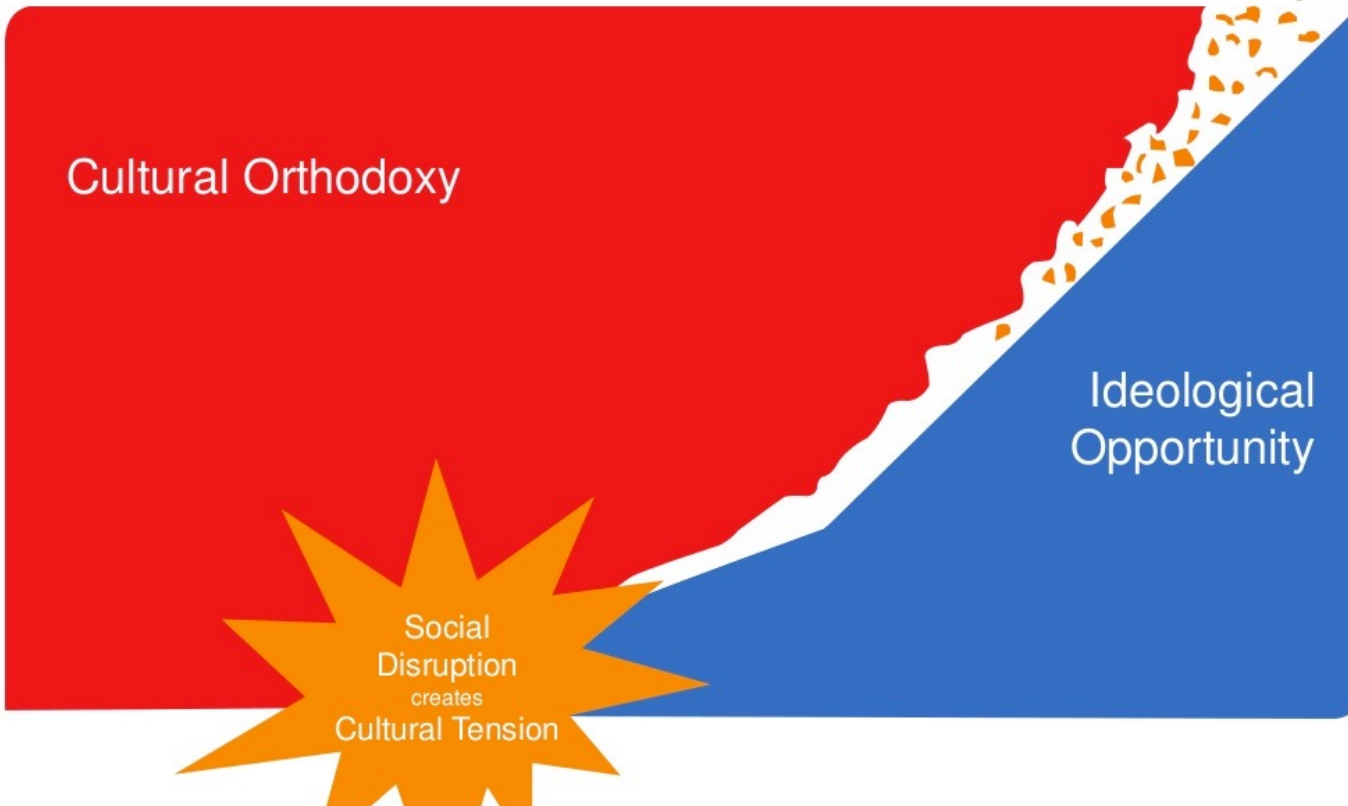 Cultural Orthodoxy
Ideological
Opportunity
Social
Disruption
creates
Cultural Tension